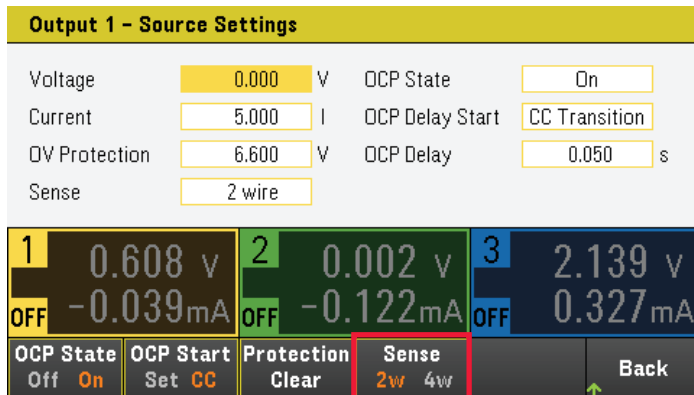 Output 1 – Source Settings
Voltage 0.000 V OCP State On
Current 5.000 I OCP Delay Start CC Transition
OV Protection 6.600 V OCP Delay 0.050 s
Sense 2 wire
1 0.608 V 2 0.002 V 3 2.139 V
OFF -0.039mA OFF -0.122mA OFF 0.327mA
OCP State OCP Start Protection Sense Back
Off On Set CC Clear 2w 4w